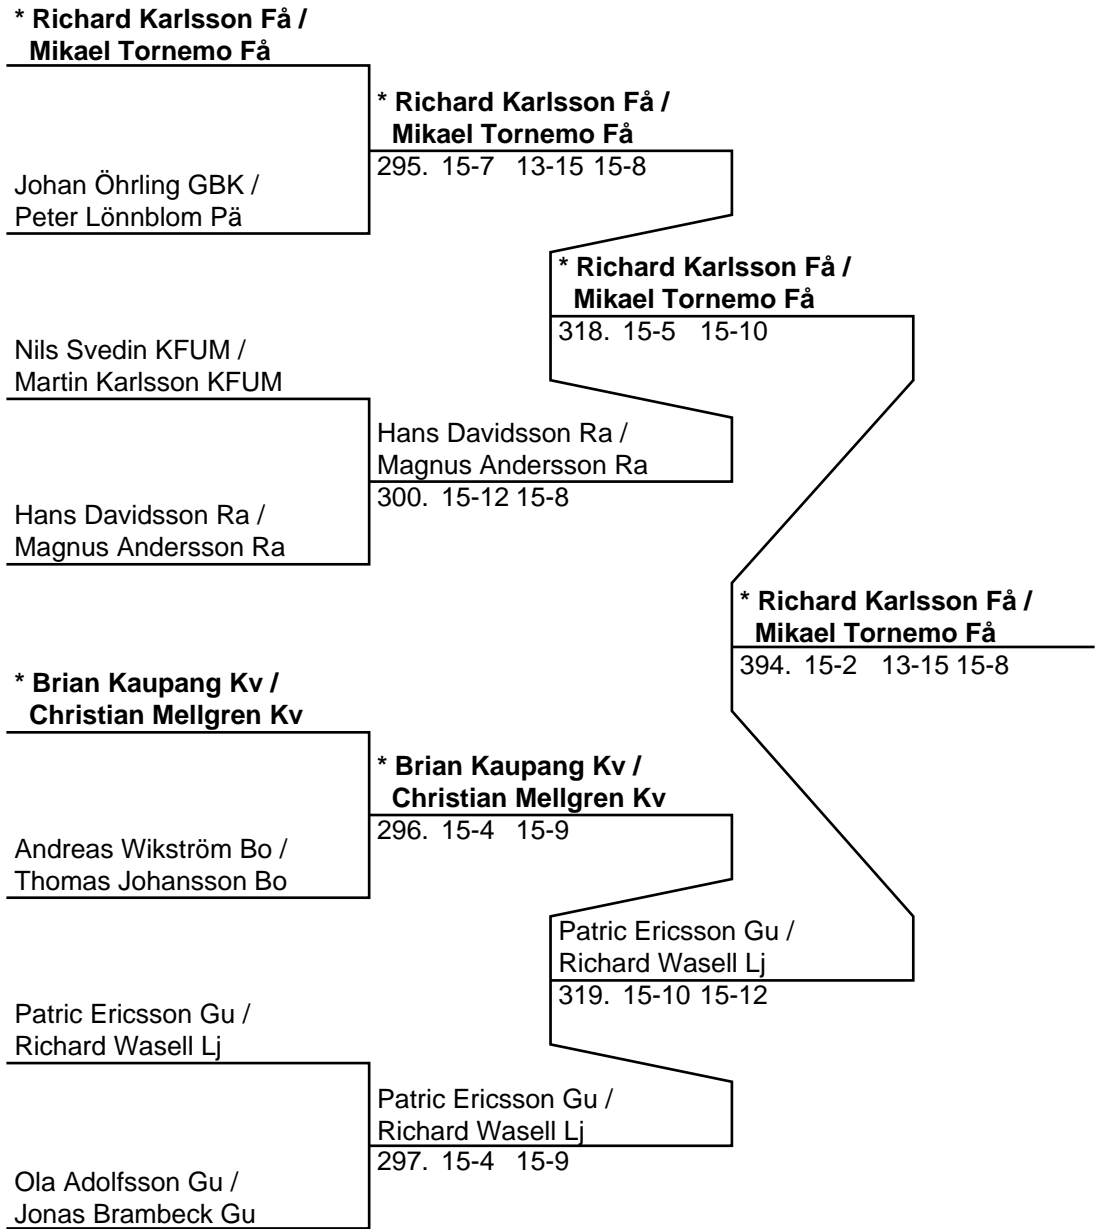 * Richard Karlsson Få /
Mikael Tornemo Få
* Richard Karlsson Få /
Mikael Tornemo Få
295. 15-7 13-15 15-8
Johan Öhrling GBK /
Peter Lönnblom Pä
* Richard Karlsson Få /
Mikael Tornemo Få
318. 15-5 15-10
Nils Svedin KFUM /
Martin Karlsson KFUM
Hans Davidsson Ra /
Magnus Andersson Ra
300. 15-12 15-8
Hans Davidsson Ra /
Magnus Andersson Ra
* Richard Karlsson Få /
Mikael Tornemo Få
394. 15-2 13-15 15-8
* Brian Kaupang Kv /
Christian Mellgren Kv
* Brian Kaupang Kv /
Christian Mellgren Kv
296. 15-4 15-9
Andreas Wikström Bo /
Thomas Johansson Bo
Patric Ericsson Gu /
Richard Wasell Lj
319. 15-10 15-12
Patric Ericsson Gu /
Richard Wasell Lj
Patric Ericsson Gu /
Richard Wasell Lj
297. 15-4 15-9
Ola Adolfsson Gu /
Jonas Brambeck Gu